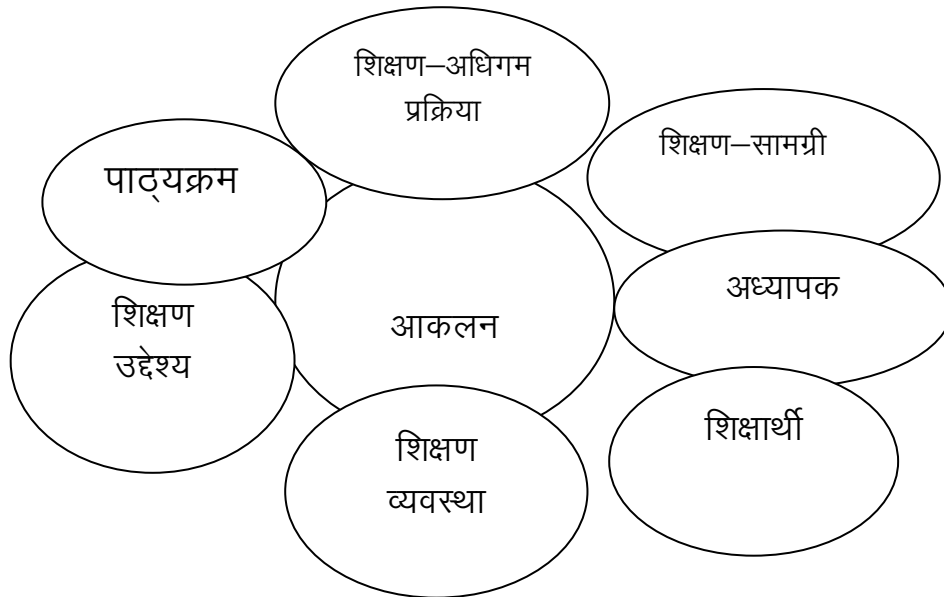 शिक्षण–अधिगम
प्रक्रिया
शिक्षण–सामग्री
पाठ्यक्रम
अध्यापक
शिक्षण
उद्देश्य
आकलन
शिक्षार्थी
शिक्षण
व्यवस्था